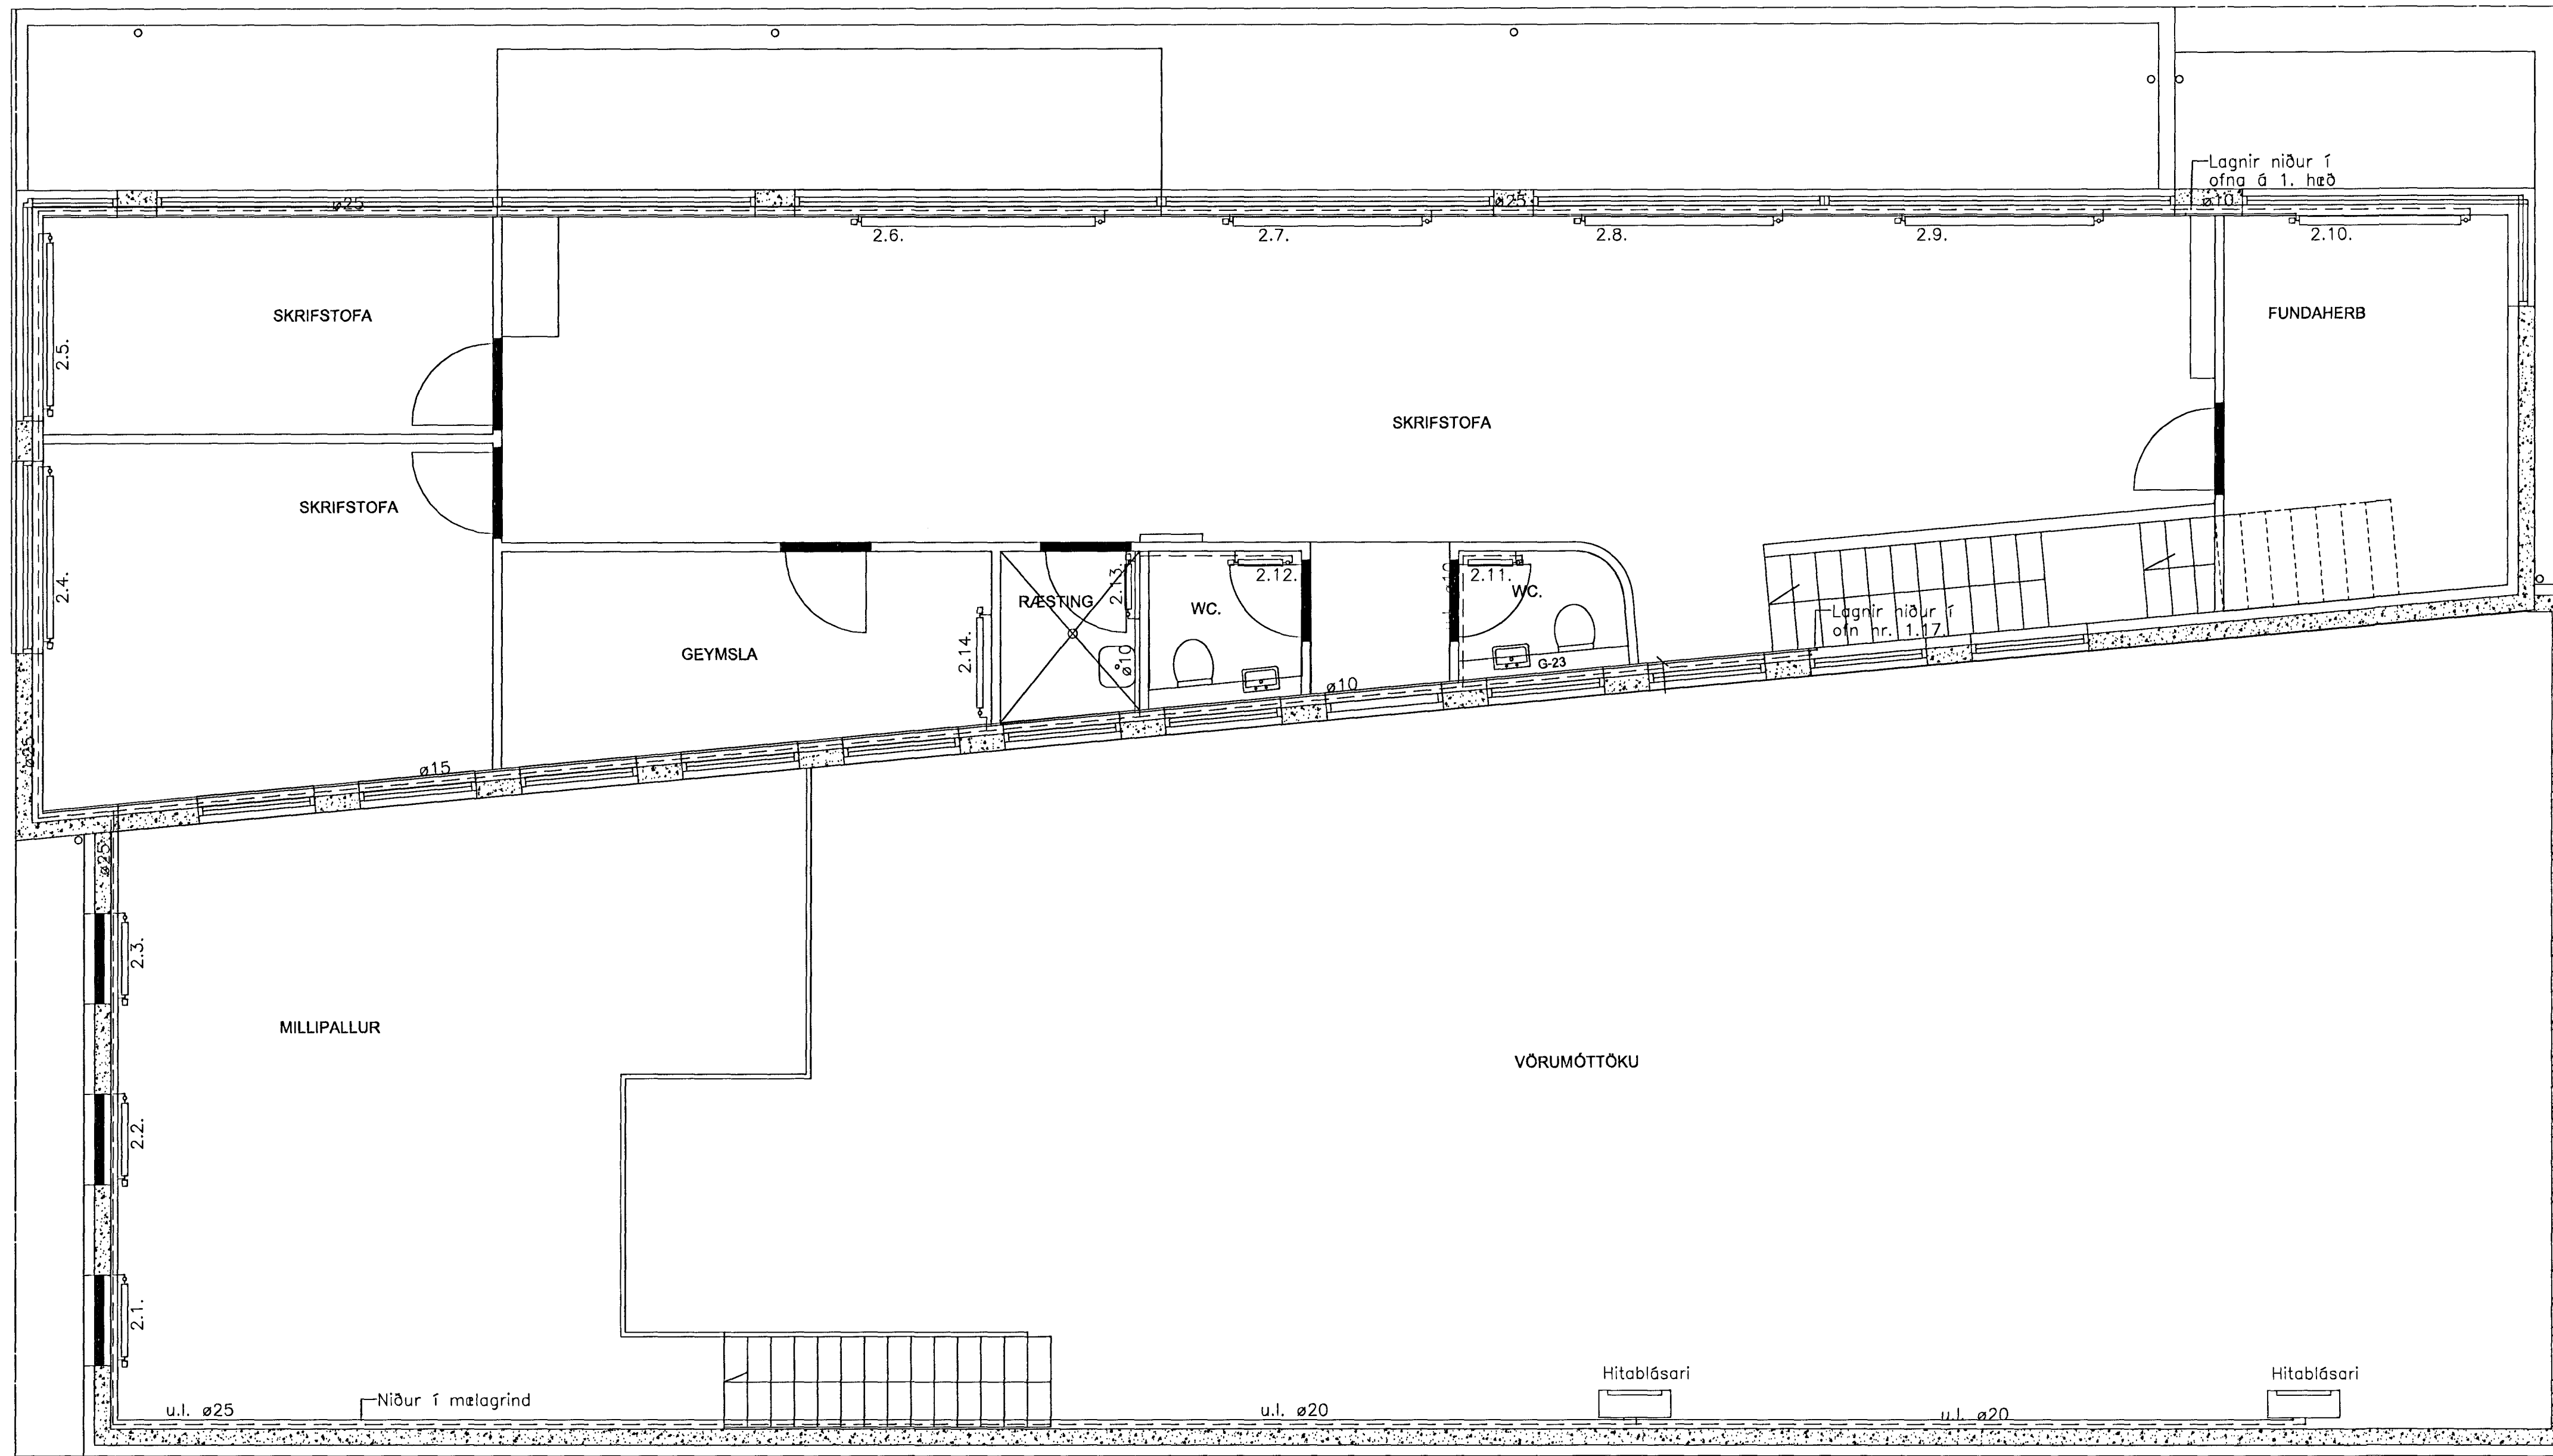 Lagnir niður í
ofna á 1. hæð
ø25
ø25
ø10
2.6.
2.7.
2.8.
2.9.
2.10.
SKRIFSTOFA
FUNDAHERB
2.5.
SKRIFSTOFA
SKRIFSTOFA
2.4.
2.13.
2.12.
2.11.
RÆSTING
WC.
WC.
Lagnir niður í
ofn nr. 1.17.
GEYMSLA
2.14.
ø10
G-23
ø10
ø25
ø15
ø25
2.3.
MILLIPALLUR
VÖRUMÓTTÖKU
2.2.
2.1.
Hitablásari
Hitablásari
Niður í mælagrind
u.l. ø25
u.l. ø20
u.l. ø20